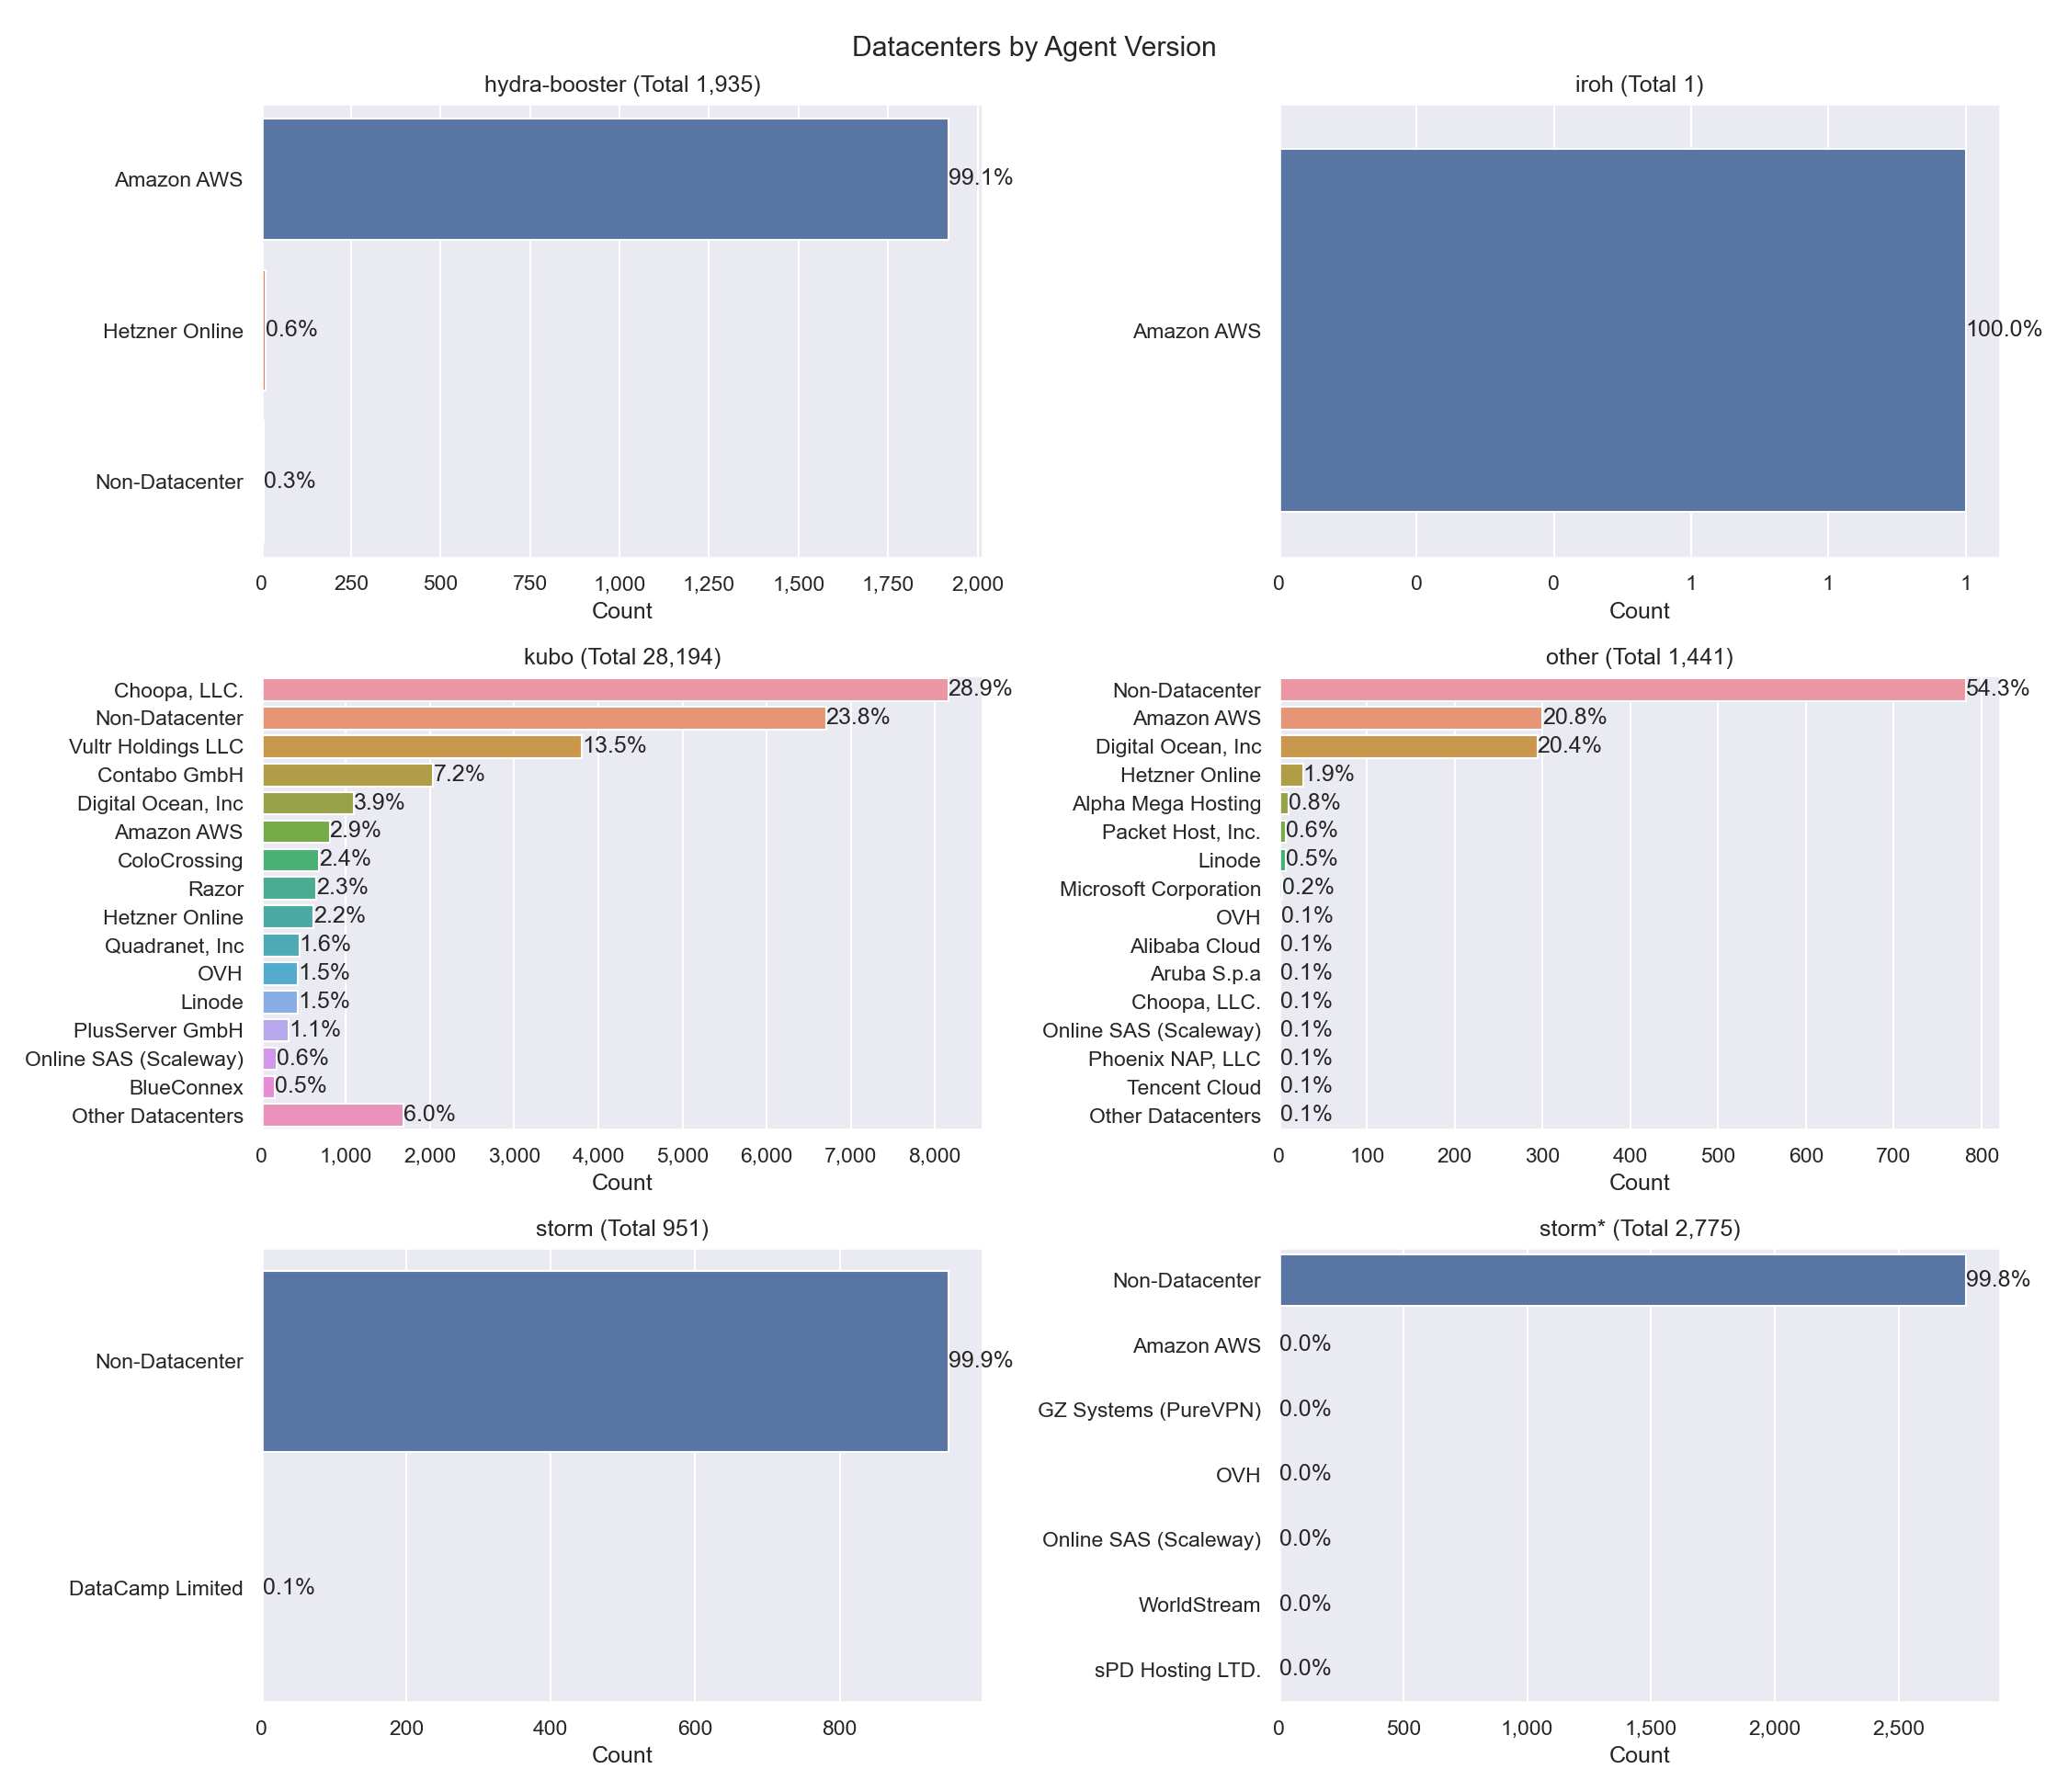 Datacenters by Agent Version
hydra-booster (Total 1,935)
Amazon AWS 99.1%
Hetzner Online 0.6%
Non-Datacenter 0.3%
0 250 500 750 1,000 1,250 1,500 1,750 2,000
Count
iroh (Total 1)
Amazon AWS 100.0%
0 0 0 1 1 1
Count
kubo (Total 28,194)
Choopa, LLC. 28.9%
Non-Datacenter 23.8%
Vultr Holdings LLC 13.5%
Contabo GmbH 7.2%
Digital Ocean, Inc 3.9%
Amazon AWS 2.9%
ColoCrossing 2.4%
Razor 2.3%
Hetzner Online 2.2%
Quadranet, Inc 1.6%
OVH 1.5%
Linode 1.5%
PlusServer GmbH 1.1%
Online SAS (Scaleway) 0.6%
BlueConnex 0.5%
Other Datacenters 6.0%
0 1,000 2,000 3,000 4,000 5,000 6,000 7,000 8,000
Count
other (Total 1,441)
Non-Datacenter 54.3%
Amazon AWS 20.8%
Digital Ocean, Inc 20.4%
Hetzner Online 1.9%
Alpha Mega Hosting 0.8%
Packet Host, Inc. 0.6%
Linode 0.5%
Microsoft Corporation 0.2%
OVH 0.1%
Alibaba Cloud 0.1%
Aruba S.p.a 0.1%
Choopa, LLC. 0.1%
Online SAS (Scaleway) 0.1%
Phoenix NAP, LLC 0.1%
Tencent Cloud 0.1%
Other Datacenters 0.1%
0 100 200 300 400 500 600 700 800
Count
storm (Total 951)
Non-Datacenter 99.9%
DataCamp Limited 0.1%
0 200 400 600 800
Count
storm* (Total 2,775)
Non-Datacenter 99.8%
Amazon AWS 0.0%
GZ Systems (PureVPN) 0.0%
OVH 0.0%
Online SAS (Scaleway) 0.0%
WorldStream 0.0%
sPD Hosting LTD. 0.0%
0 500 1,000 1,500 2,000 2,500
Count